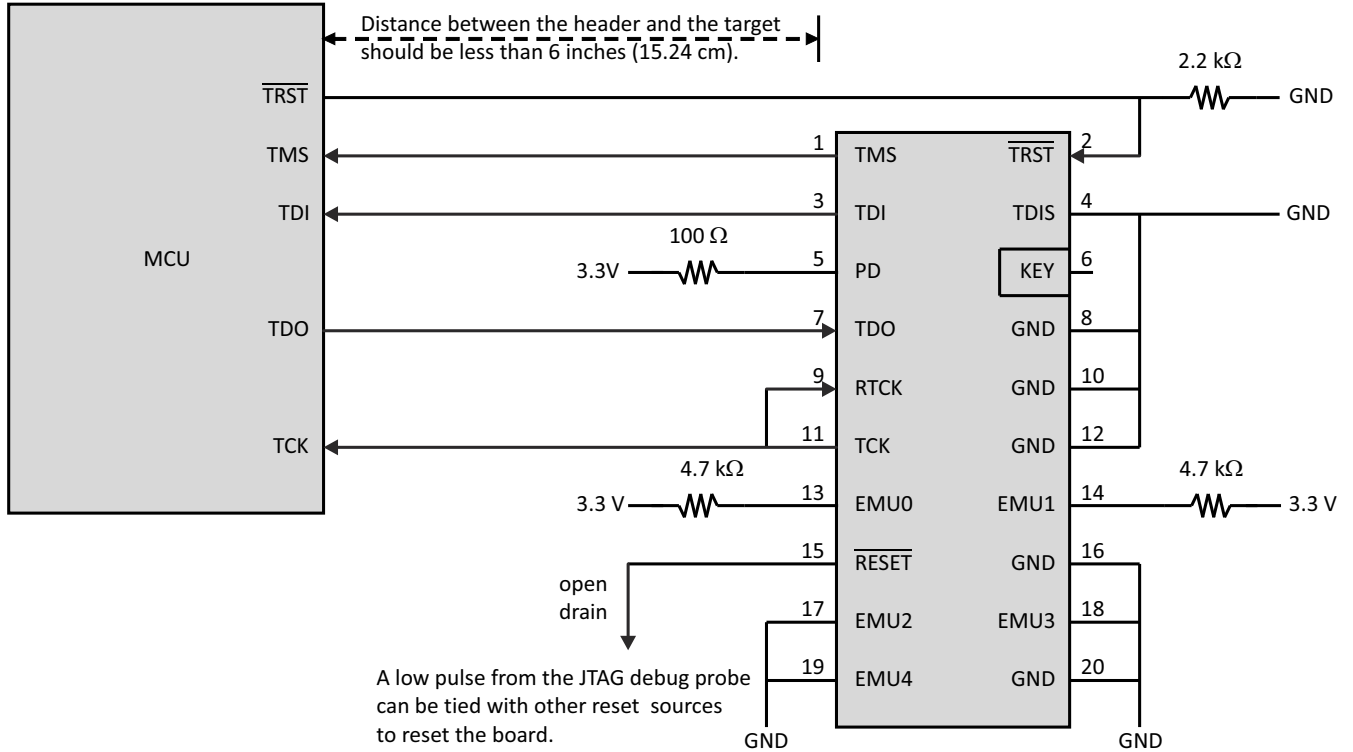 Distance between the header and the target
should be less than 6 inches (15.24 cm).
2.2 kΩ
TRST
GND
TMS
1
TMS
TRST
2
TDI
3
TDI
TDIS
4
GND
100 Ω
MCU
3.3V
5
PD
KEY
6
TDO
7
TDO
GND
8
9
RTCK
GND
10
TCK
11
TCK
GND
12
4.7 kΩ
4.7 kΩ
3.3 V
13
EMU0
EMU1
14
3.3 V
15
RESET
GND
16
open
drain
17
EMU2
EMU3
18
A low pulse from the JTAG debug probe
can be tied with other reset sources
to reset the board.
19
EMU4
GND
20
GND
GND